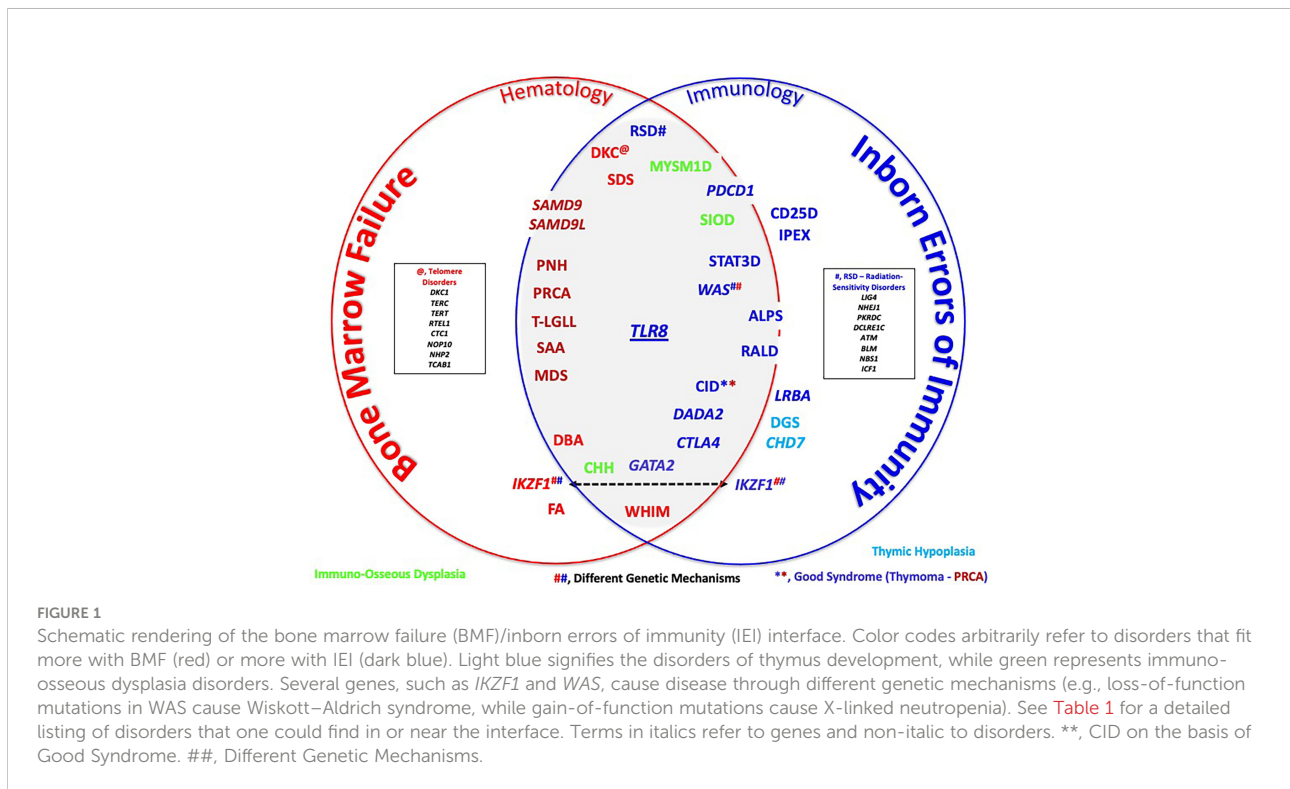 Hematology
Immunology
Bone Marrow Failure
Inborn Errors of Immunity
RSD#
DKC@
MYSM1D
SDS
PDCD1
SAMD9
SAMD9L
SIOD
CD25D
IPEX
PNH
STAT3D
PRCA
WAS##
T-LGLL
TLR8
ALPS
SAA
RALD
MDS
CID**
LRBA
DADA2
DGS
DBA
CTLA4
CHD7
CHH
GATA2
IKZF1##
IKZF1##
FA
WHIM
@, Telomere
Disorders
DKC1
TERC
TERT
RTEL1
CTC1
NOP10
NHP2
TCAB1
#, RSD – Radiation-
Sensitivity Disorders
LIG4
NHEJ1
PKRDC
DCLRE1C
ATM
BLM
NBS1
ICF1
Thymic Hypoplasia
Immuno-Osseous Dysplasia
##, Different Genetic Mechanisms
**, Good Syndrome (Thymoma - PRCA)
FIGURE 1
Schematic rendering of the bone marrow failure (BMF)/inborn errors of immunity (IEI) interface. Color codes arbitrarily refer to disorders that fit
more with BMF (red) or more with IEI (dark blue). Light blue signifies the disorders of thymus development, while green represents immuno-
osseous dysplasia disorders. Several genes, such as IKZF1 and WAS, cause disease through different genetic mechanisms (e.g., loss-of-function
mutations in WAS cause Wiskott–Aldrich syndrome, while gain-of-function mutations cause X-linked neutropenia). See Table 1 for a detailed
listing of disorders that one could find in or near the interface. Terms in italics refer to genes and non-italic to disorders. **, CID on the basis of
Good Syndrome. ##, Different Genetic Mechanisms.